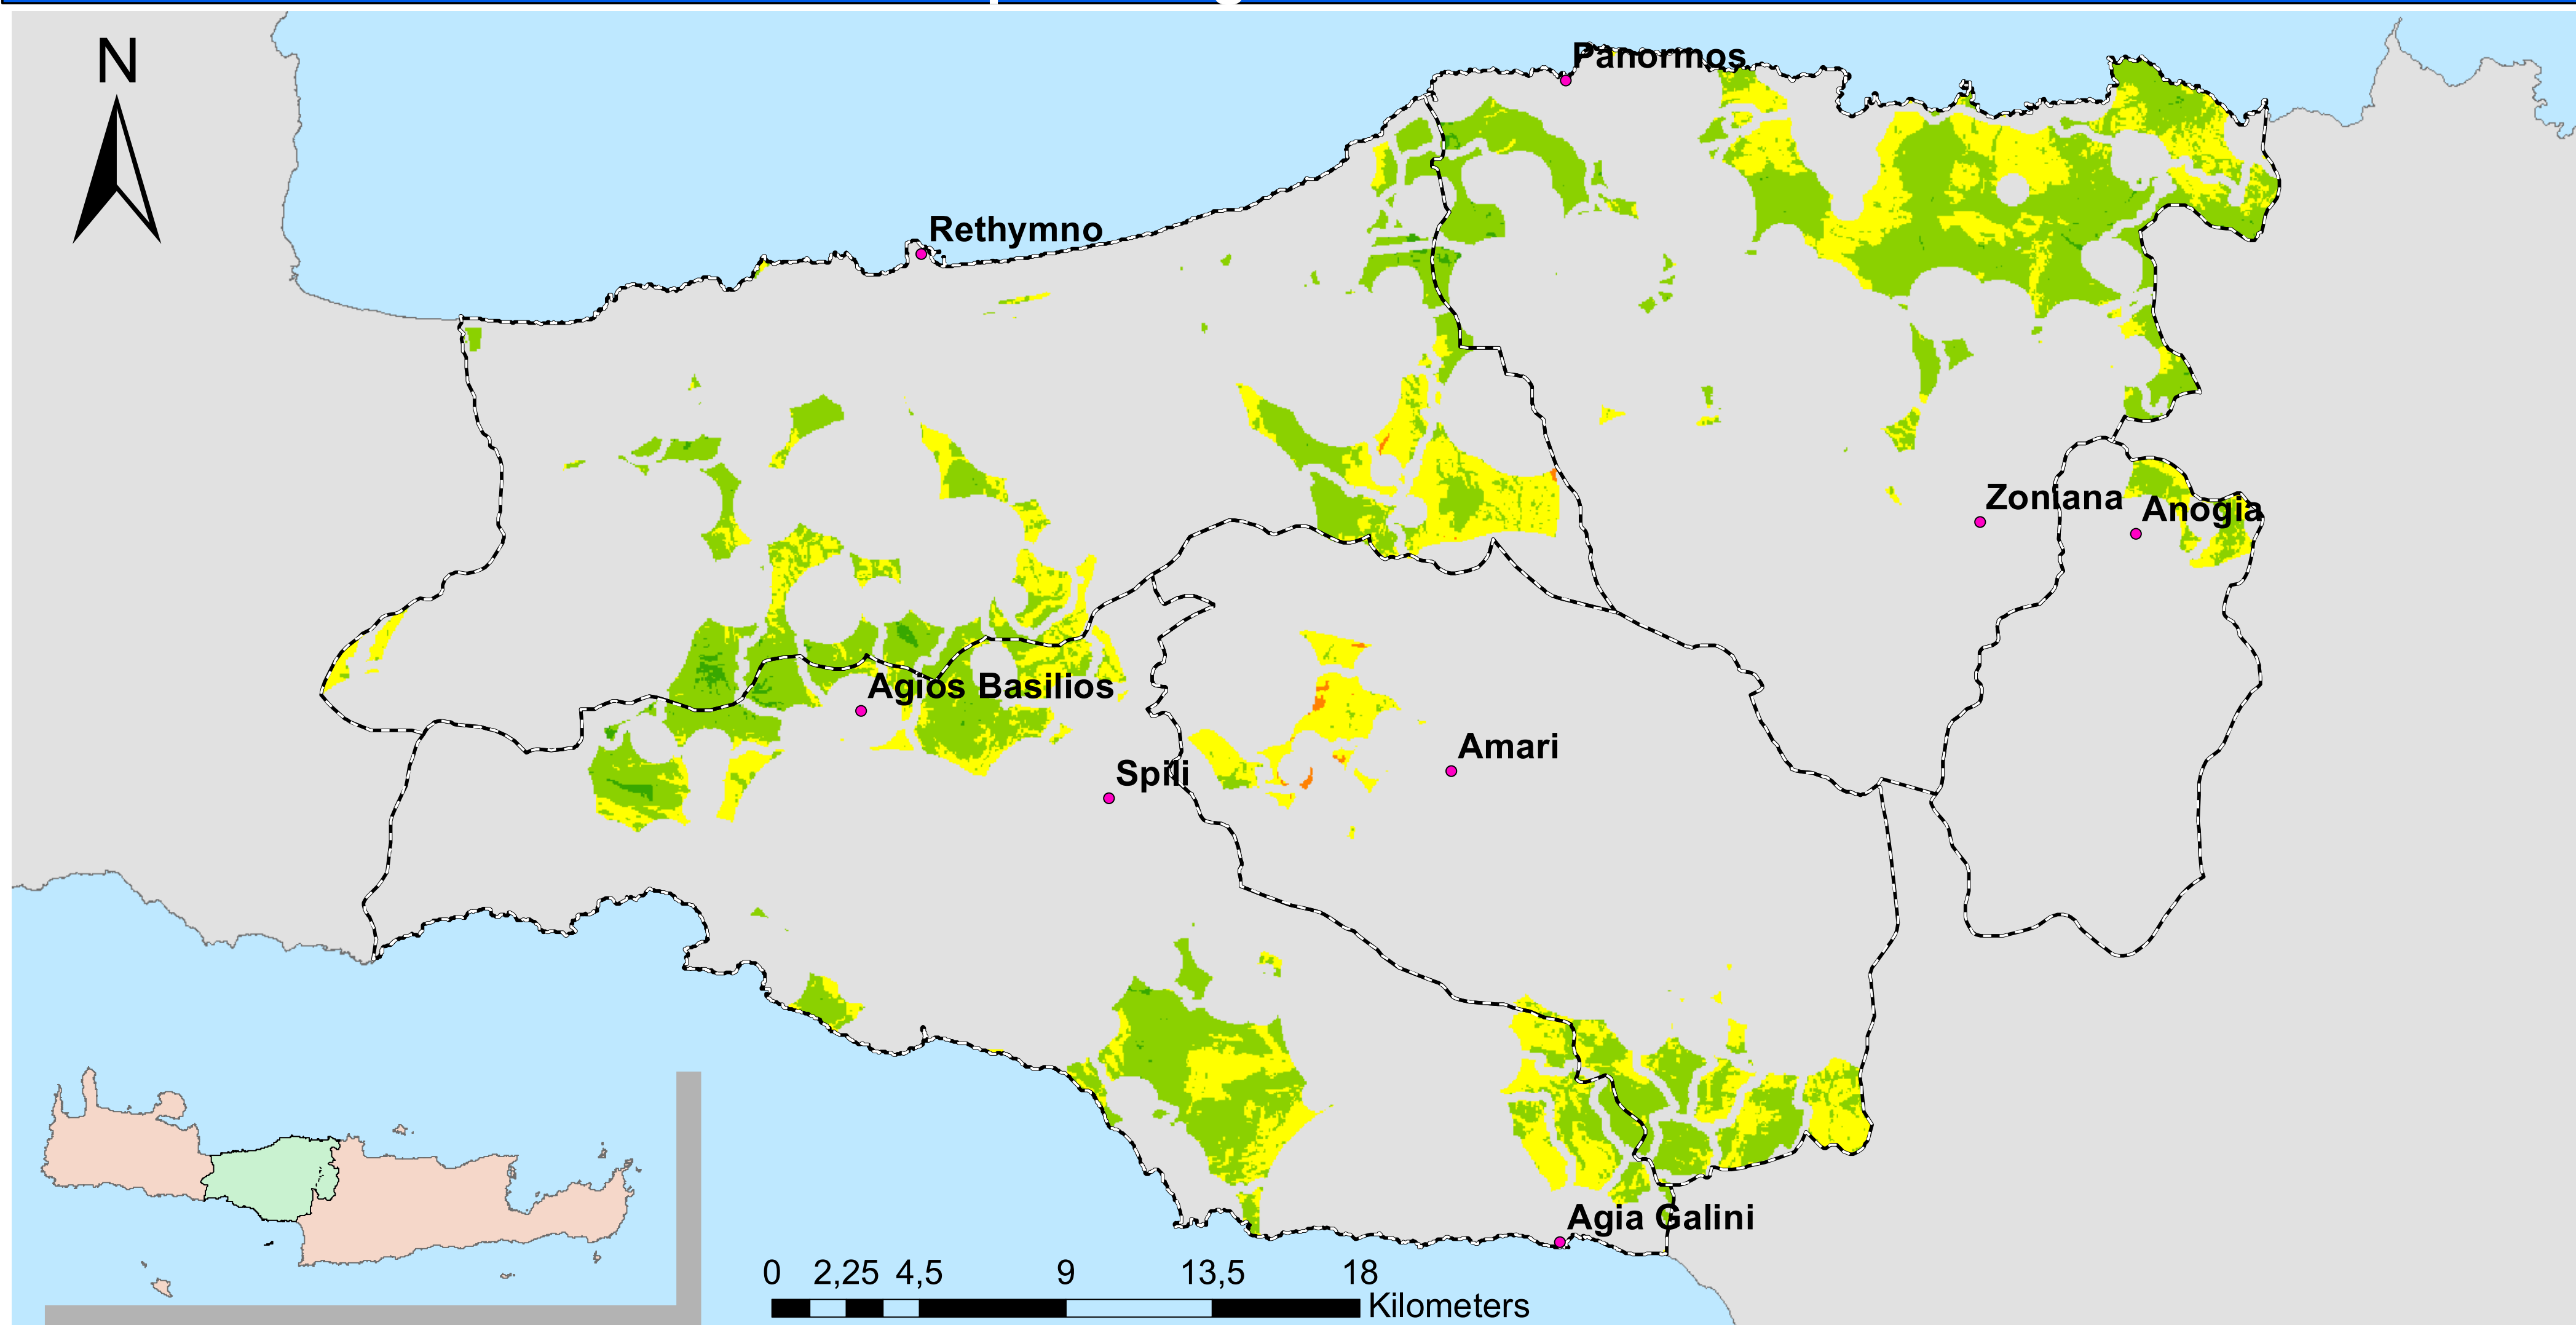 N
Panormos
Rethymno
Zoniana
Anogia
Agios Basilios
Amari
Spili
Agia Galini
0 2,25 4,5 9 13,5 18
Kilometers